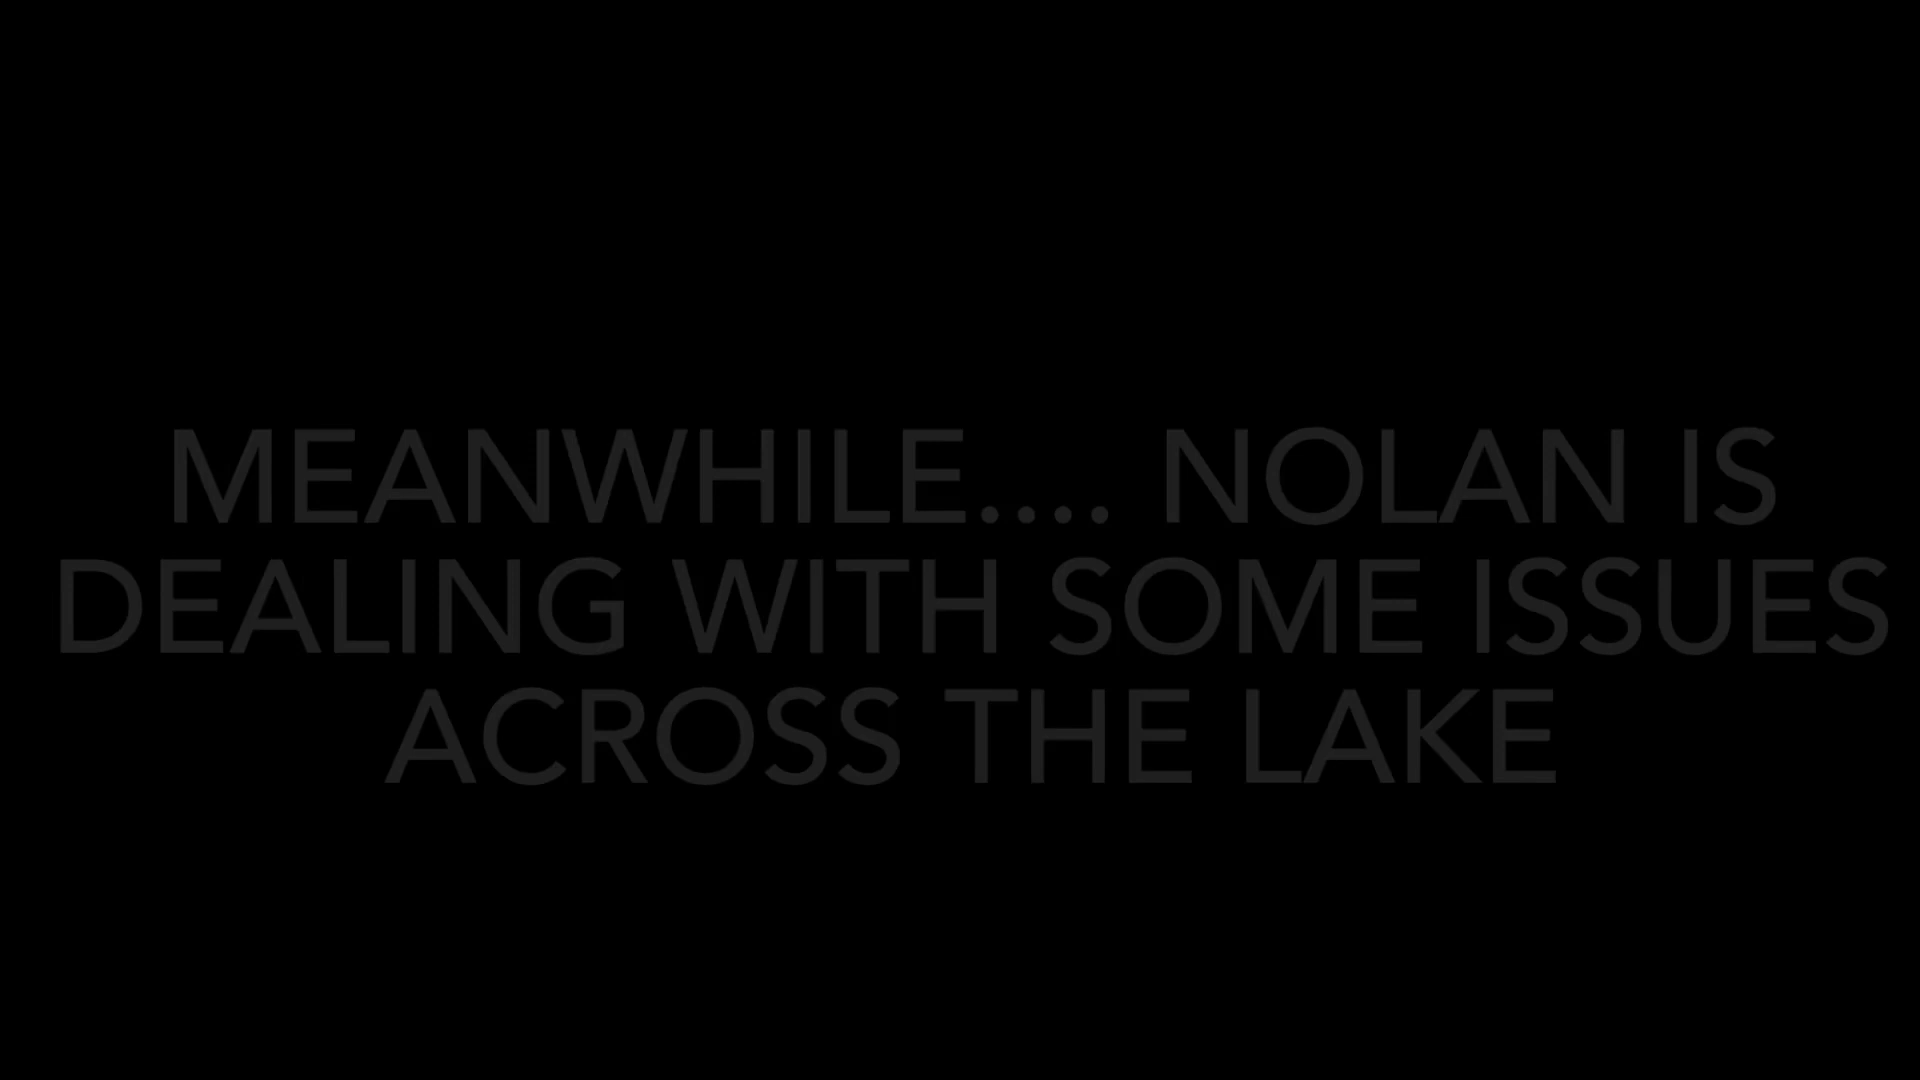 MEANWHILE.... NOLAN IS
DEALING WITH SOME ISSUES
ACROSS THE LAKE